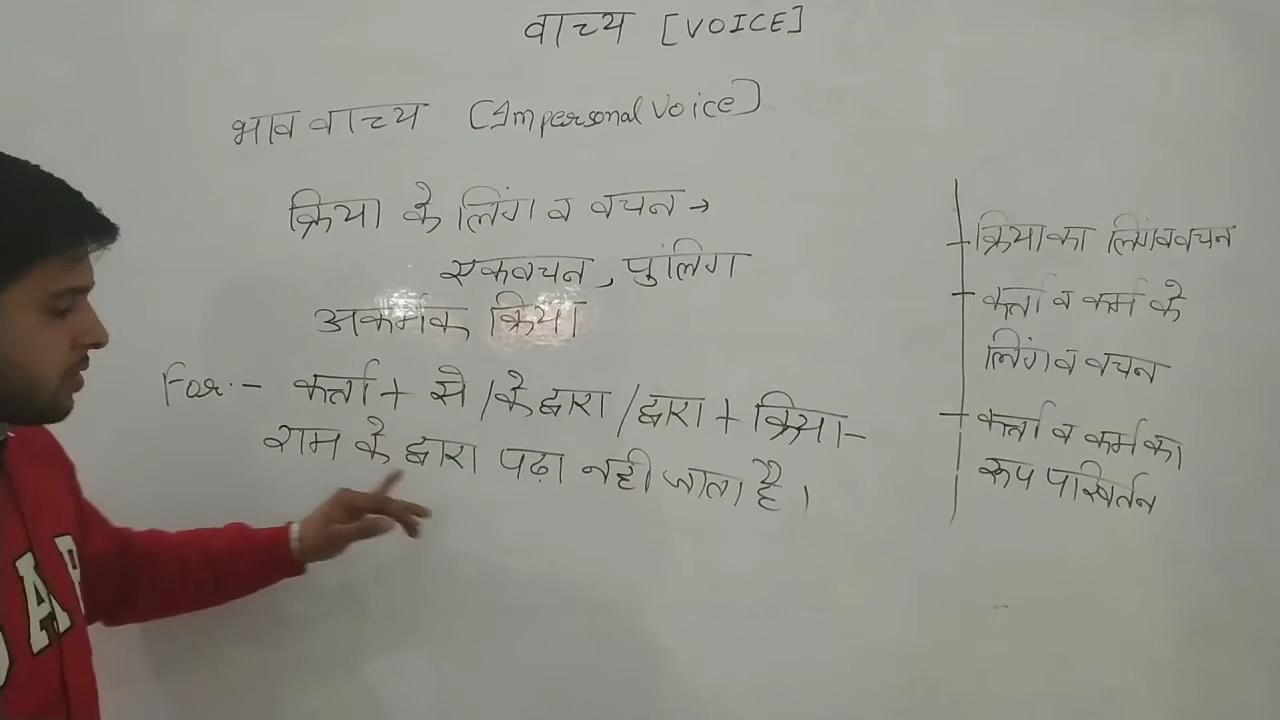 वाच्य [VOICE]
भाव वाच्य (Impersonal Voice)
क्रिया के लिंग व वचन →
एकवचन, पुंलिग
अकर्मक क्रिया
For:- कर्त्ता + से /के द्वारा /द्वारा + क्रिया-
राम के द्वारा पढ़ा नही जाता है।
क्रिया का लिंग व वचन
कर्त्ता व कर्म के
लिंग व वचन
कर्त्ता व कर्म का
रूप परिवर्तन